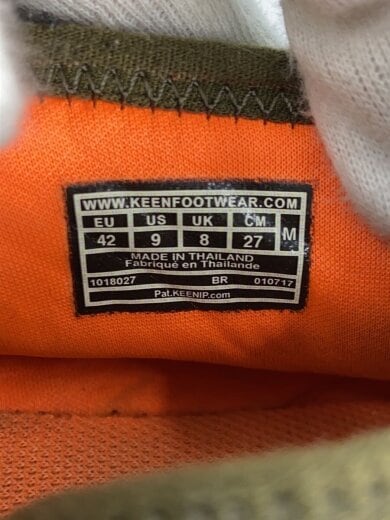 WWW.KEENFOOTWEAR.COM
EU US UK CM M
42 9 8 27
MADE IN THAILAND
Fabriqué en Thaïlande
1018027 BR 010717
Pat.KEENIP.com